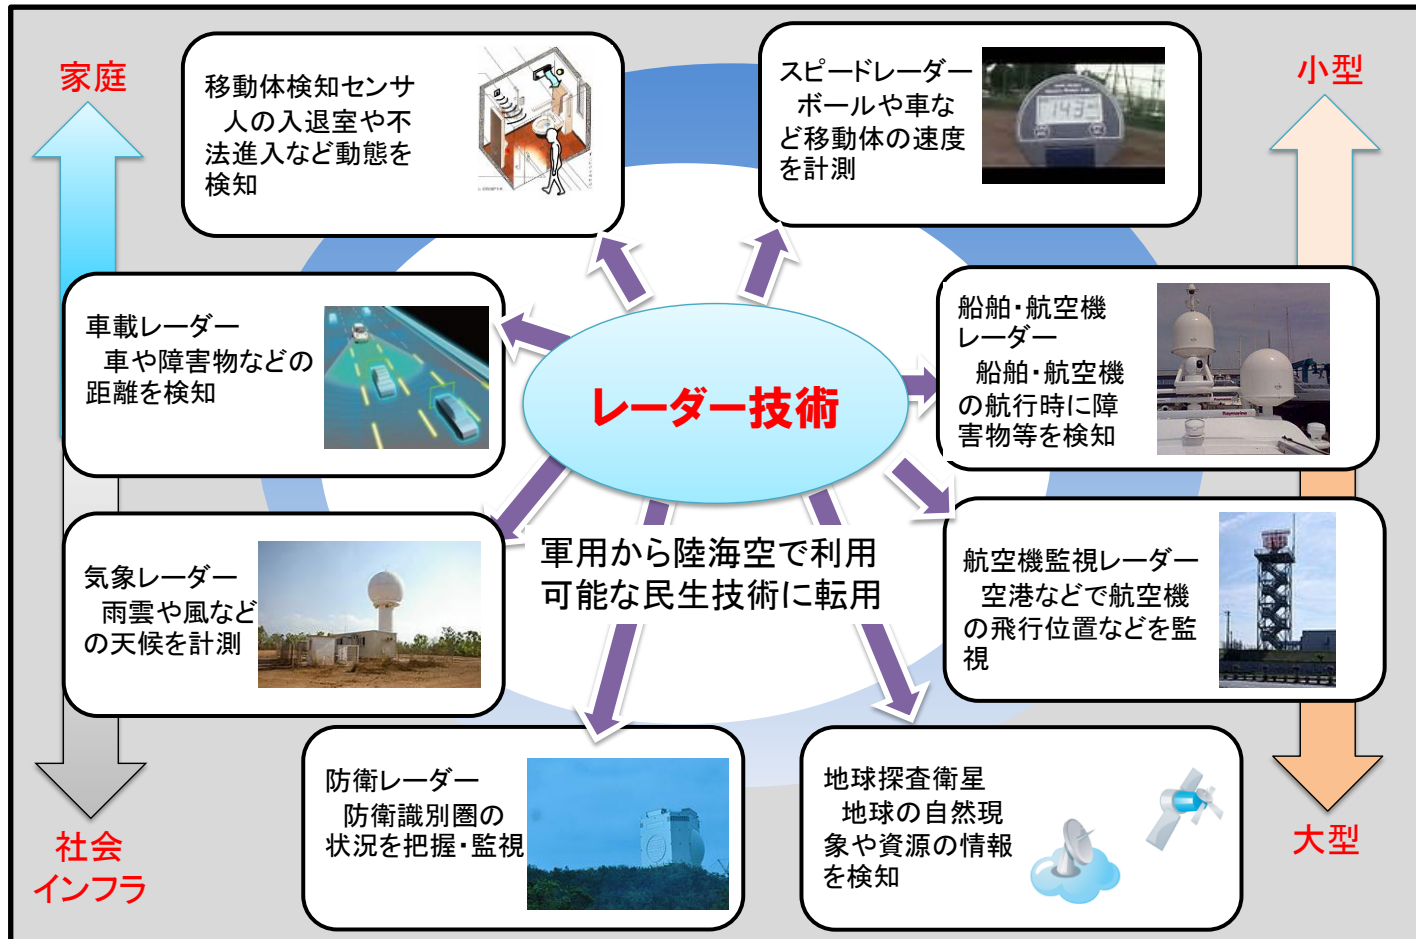 家庭
移動体検知センサ
人の入退室や不
法進入など動態を
検知
スピードレーダー
ボールや車な
ど移動体の速度
を計測
143
小型
車載レーダー
車や障害物などの
距離を検知
レーダー技術
船舶・航空機
レーダー
船舶・航空機
の航行時に障
害物等を検知
Raymarine
気象レーダー
雨雲や風など
の天候を計測
軍用から陸海空で利用
可能な民生技術に転用
航空機監視レーダー
空港などで航空機
の飛行位置などを監
視
防衛レーダー
防衛識別圏の
状況を把握・監視
地球探査衛星
地球の自然現
象や資源の情報
を検知
社会
インフラ
大型